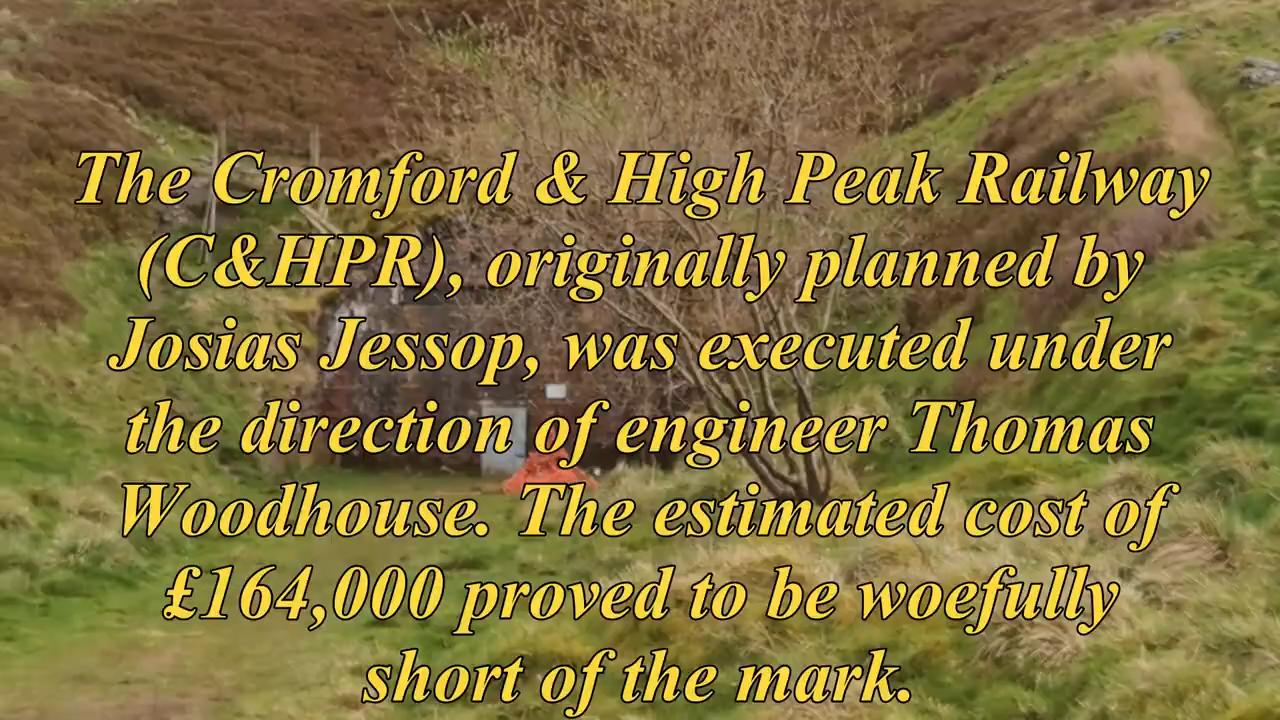 The Cromford & High Peak Railway
(C&HPR), originally planned by
Josias Jessop, was executed under
the direction of engineer Thomas
Woodhouse. The estimated cost of
£164,000 proved to be woefully
short of the mark.